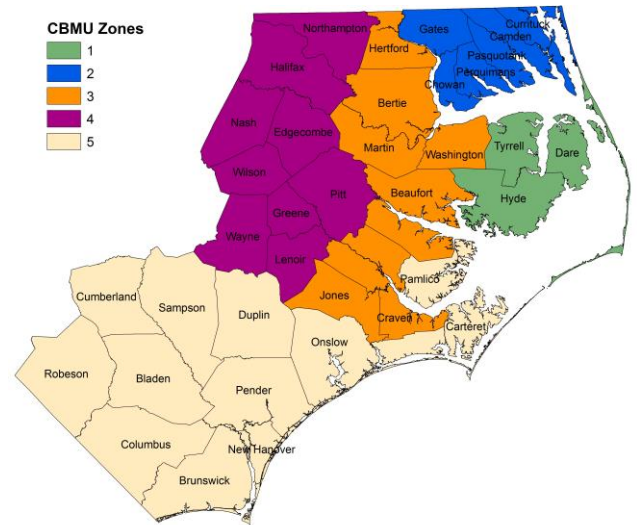 CBMU Zones
1
2
3
4
5
Northampton
Hertford
Gates
Currituck
Camden
Pasquotank
Perquimans
Chowan
Halifax
Bertie
Nash
Edgecombe
Martin
Washington
Tyrrell
Dare
Wilson
Pitt
Beaufort
Hyde
Greene
Wayne
Lenoir
Pamlico
Jones
Craven
Carteret
Cumberland
Sampson
Duplin
Onslow
Robeson
Bladen
Pender
Columbus
New Hanover
Brunswick